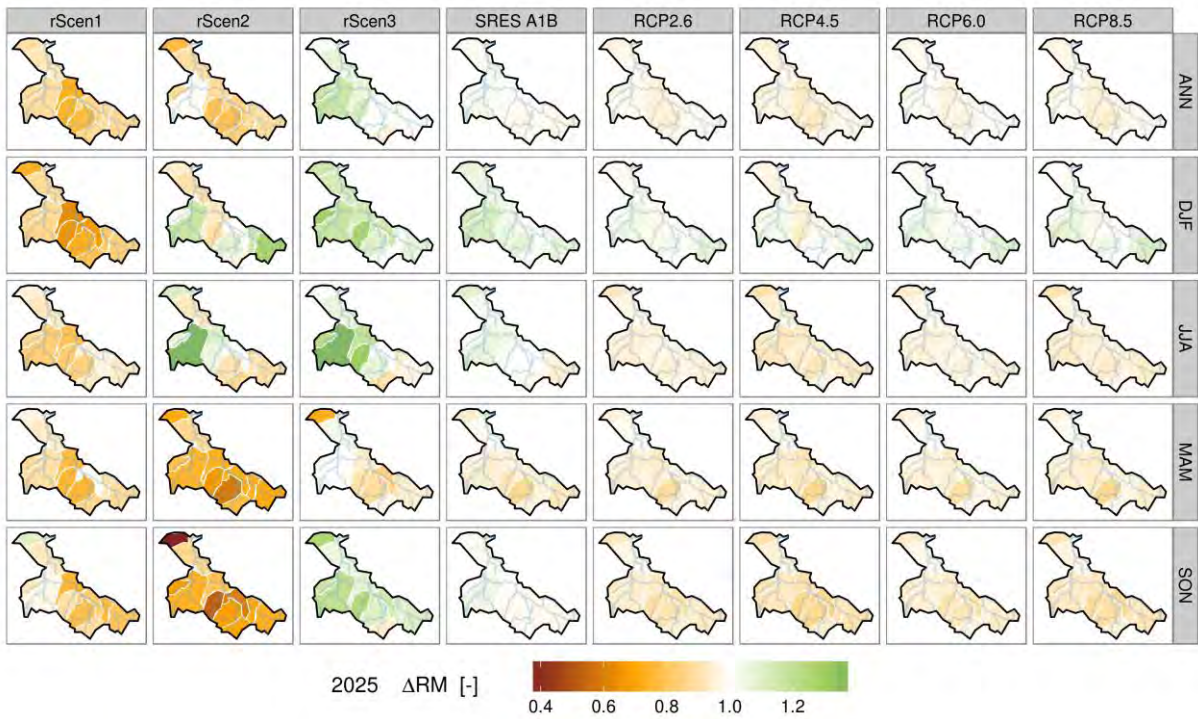 rScen1 rScen2 rScen3 SRES A1B RCP2.6 RCP4.5 RCP6.0 RCP8.5
ANN
DJF
JJA
MAM
SON
2025 ΔRM [-]
0.4 0.6 0.8 1.0 1.2